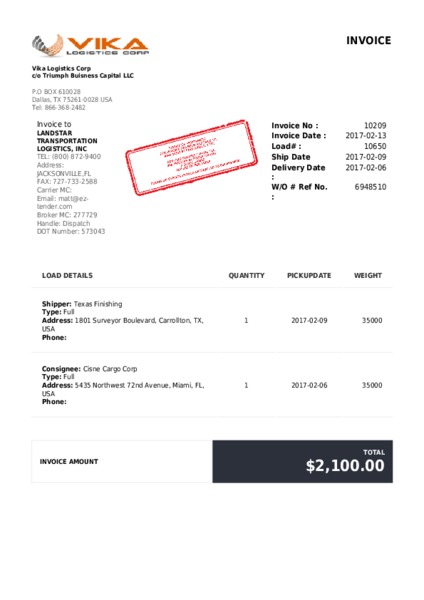 VIKA
LOGISTICS CORP
INVOICE
Vika Logistics Corp
c/o Triumph Buisness Capital LLC
P.O BOX 610028
Dallas, TX 75261-0028 USA
Tel: 866-368-2482
Invoice to
LANDSTAR
TRANSPORTATION
LOGISTICS, INC
TEL: (800) 872-9400
Address:
JACKSONVILLE,FL
FAX: 727-733-2588
Carrier MC:
Email: matt@ez-
tender.com
Broker MC: 277729
Handle: Dispatch
DOT Number: 573043
Invoice No : 10209
Invoice Date : 2017-02-13
Load# : 10650
Ship Date 2017-02-09
Delivery Date 2017-02-06
:
W/O # Ref No. 6948510
:
LOAD DETAILS QUANTITY PICKUPDATE WEIGHT
Shipper: Texas Finishing
Type: Full
Address: 1801 Surveyor Boulevard, Carrollton, TX, 1 2017-02-09 35000
USA
Phone:
Consignee: Cisne Cargo Corp
Type: Full
Address: 5435 Northwest 72nd Avenue, Miami, FL, 1 2017-02-06 35000
USA
Phone:
INVOICE AMOUNT
TOTAL
$2,100.00